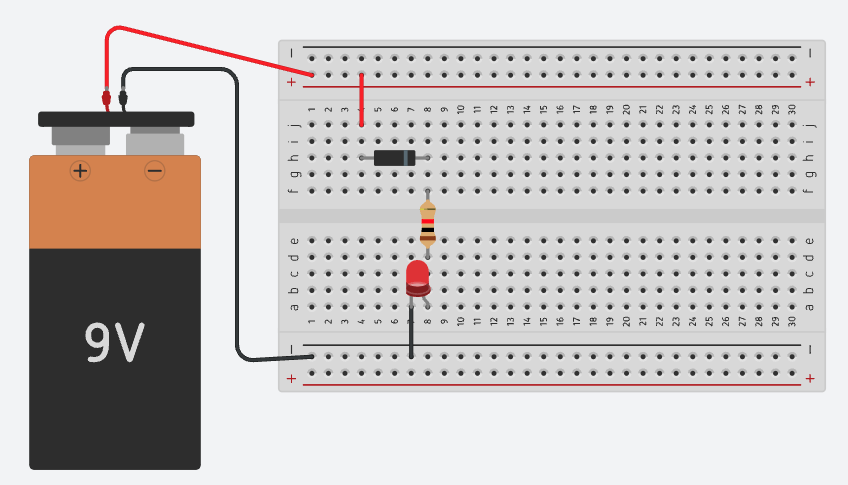 − −
+ +
1 2 3 4 5 6 7 8 9 10 11 12 13 14 15 16 17 18 19 20 21 22 23 24 25 26 27 28 29 30
j j
i i
h h
g g
f f
+ −
e e
d d
c c
b b
a a
1 2 3 4 5 6 7 8 9 10 11 12 13 14 15 16 17 18 19 20 21 22 23 24 25 26 27 28 29 30
9V
− −
+ +